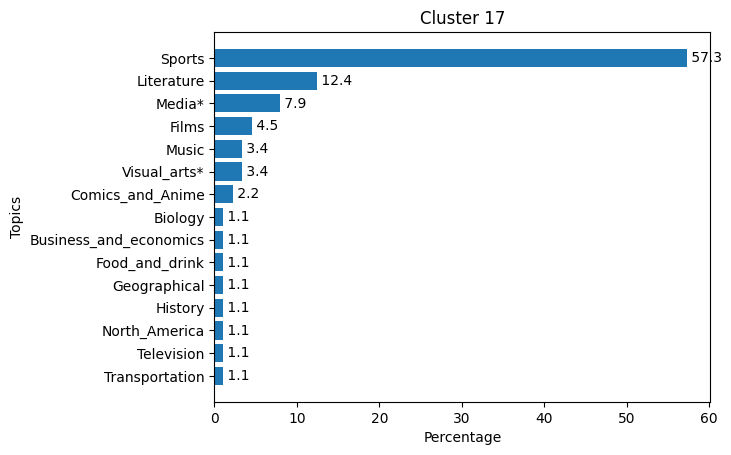 Cluster 17
Topics
Sports 57.3
Literature 12.4
Media* 7.9
Films 4.5
Music 3.4
Visual_arts* 3.4
Comics_and_Anime 2.2
Biology 1.1
Business_and_economics 1.1
Food_and_drink 1.1
Geographical 1.1
History 1.1
North_America 1.1
Television 1.1
Transportation 1.1
0 10 20 30 40 50 60
Percentage